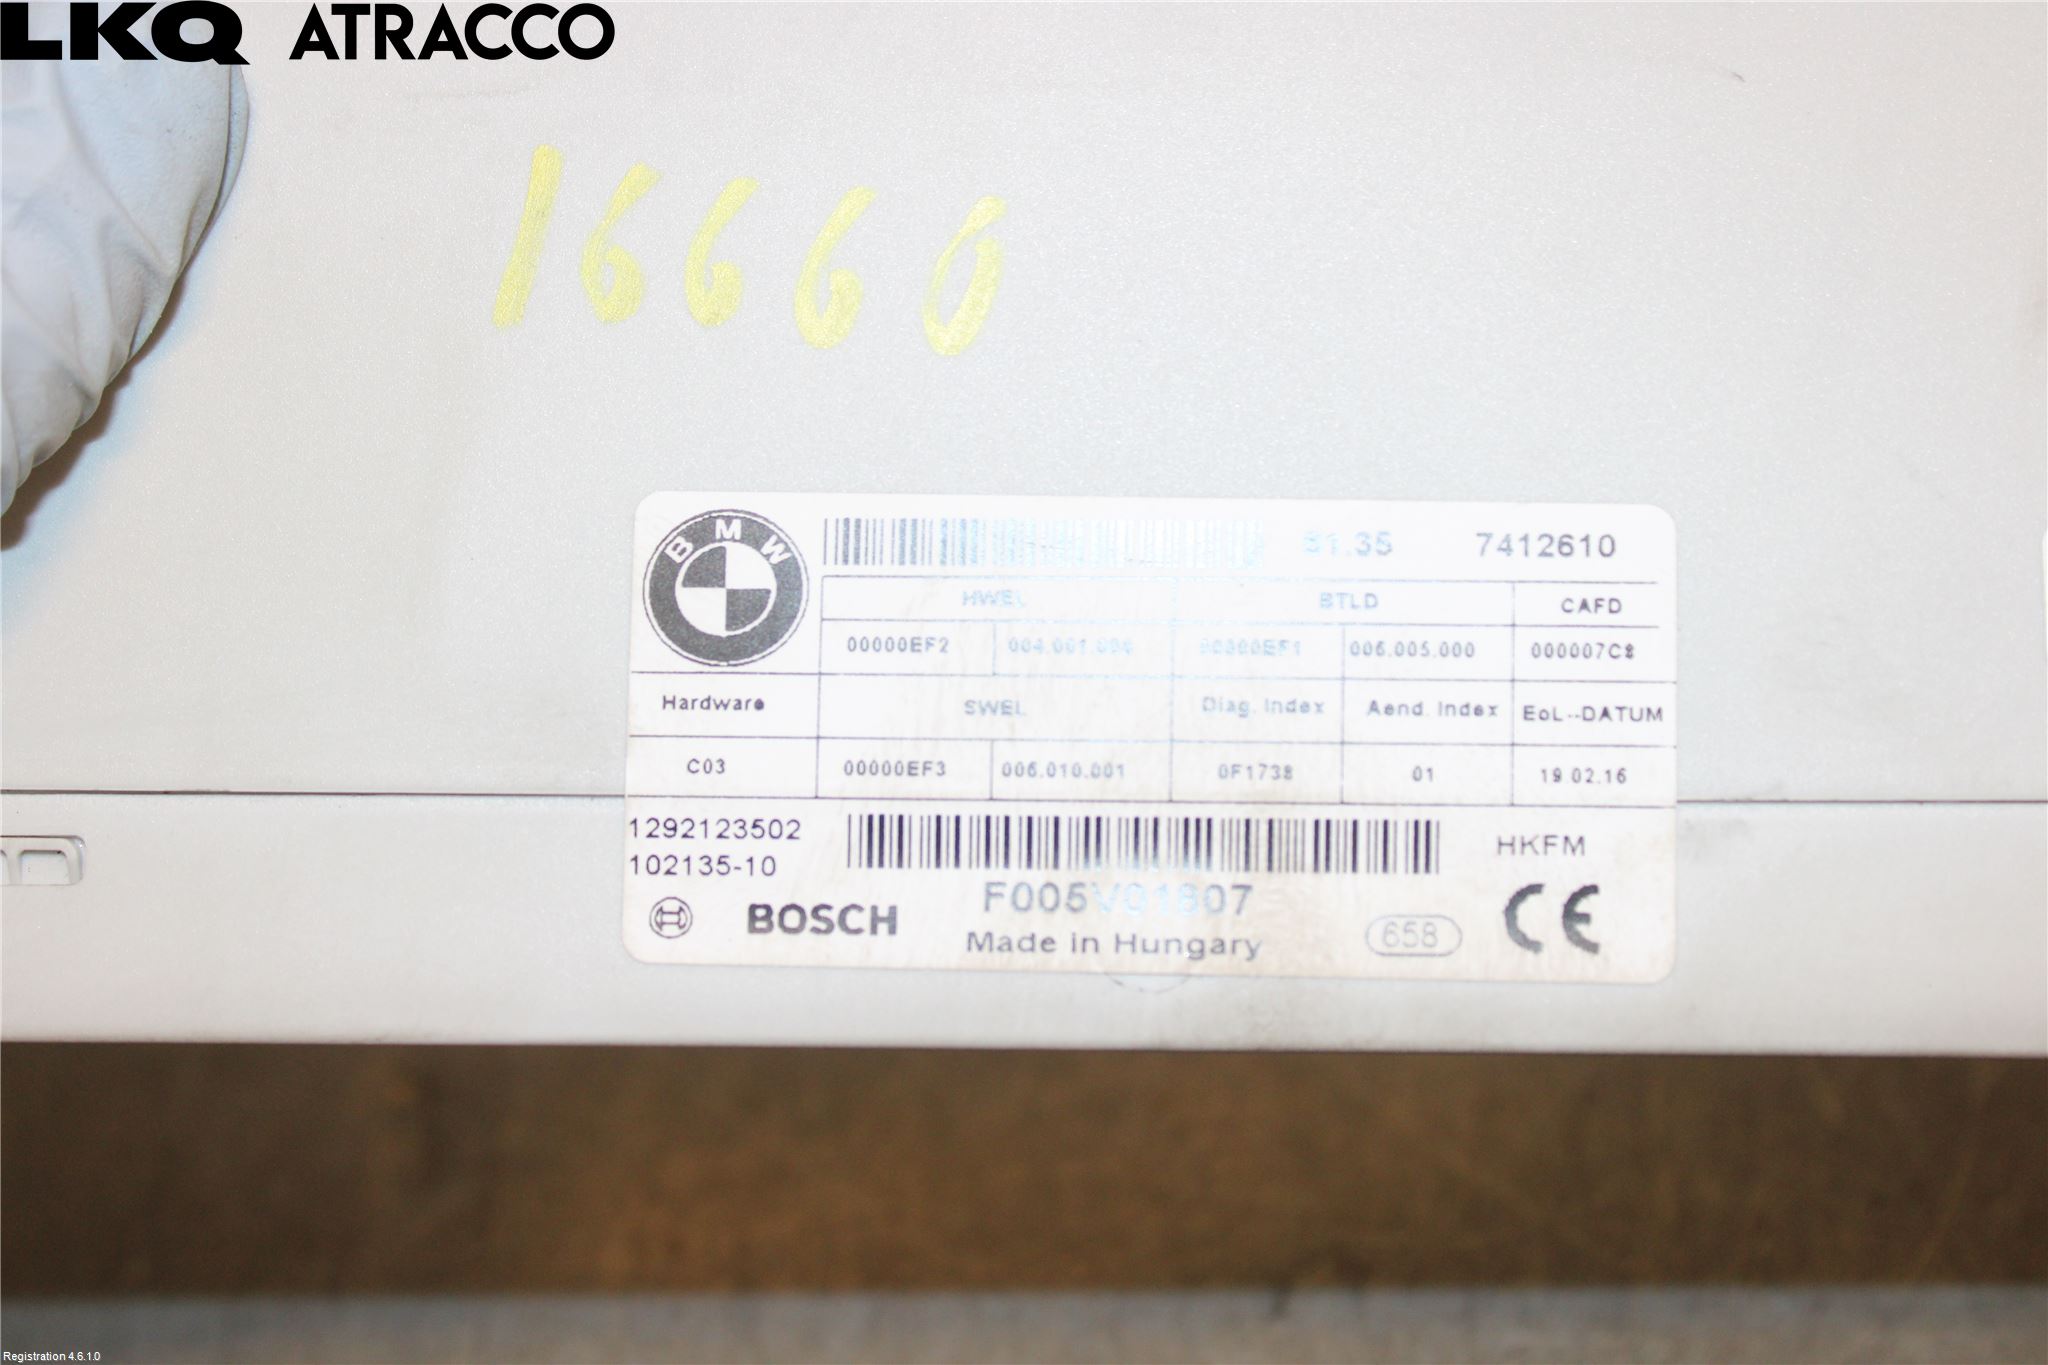 LKQ ATRACCO
16660
BMW
61.35 7412610
HWEL BTLD CAFD
00000EF2 004.001.000 00000EF1 006.005.000 000007C8
Hardware SWEL Diag. Index Aend. Index EoL--DATUM
C03 00000EF3 006.010.001 0F1738 01 19 02.16
1292123502
102135-10
HKFM
F005V01807
BOSCH
Made in Hungary
658
CE
Registration 4.6.1.0